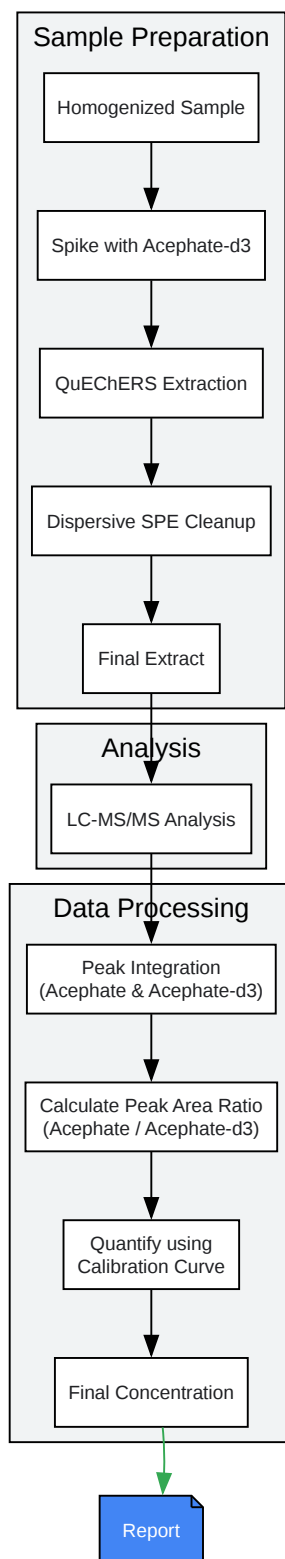 Sample Preparation
Homogenized Sample
Spike with Acephate-d3
QuEChERS Extraction
Dispersive SPE Cleanup
Final Extract
Analysis
LC-MS/MS Analysis
Data Processing
Peak Integration
(Acephate & Acephate-d3)
Calculate Peak Area Ratio
(Acephate / Acephate-d3)
Quantify using
Calibration Curve
Final Concentration
Report